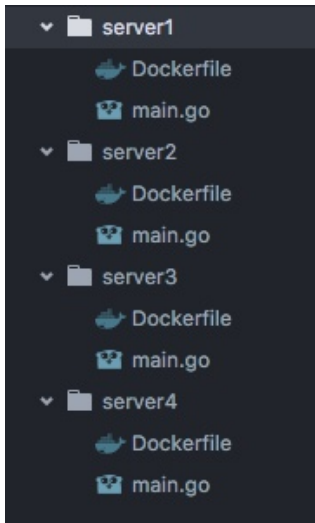 server1
Dockerfile
main.go
server2
Dockerfile
main.go
server3
Dockerfile
main.go
server4
Dockerfile
main.go